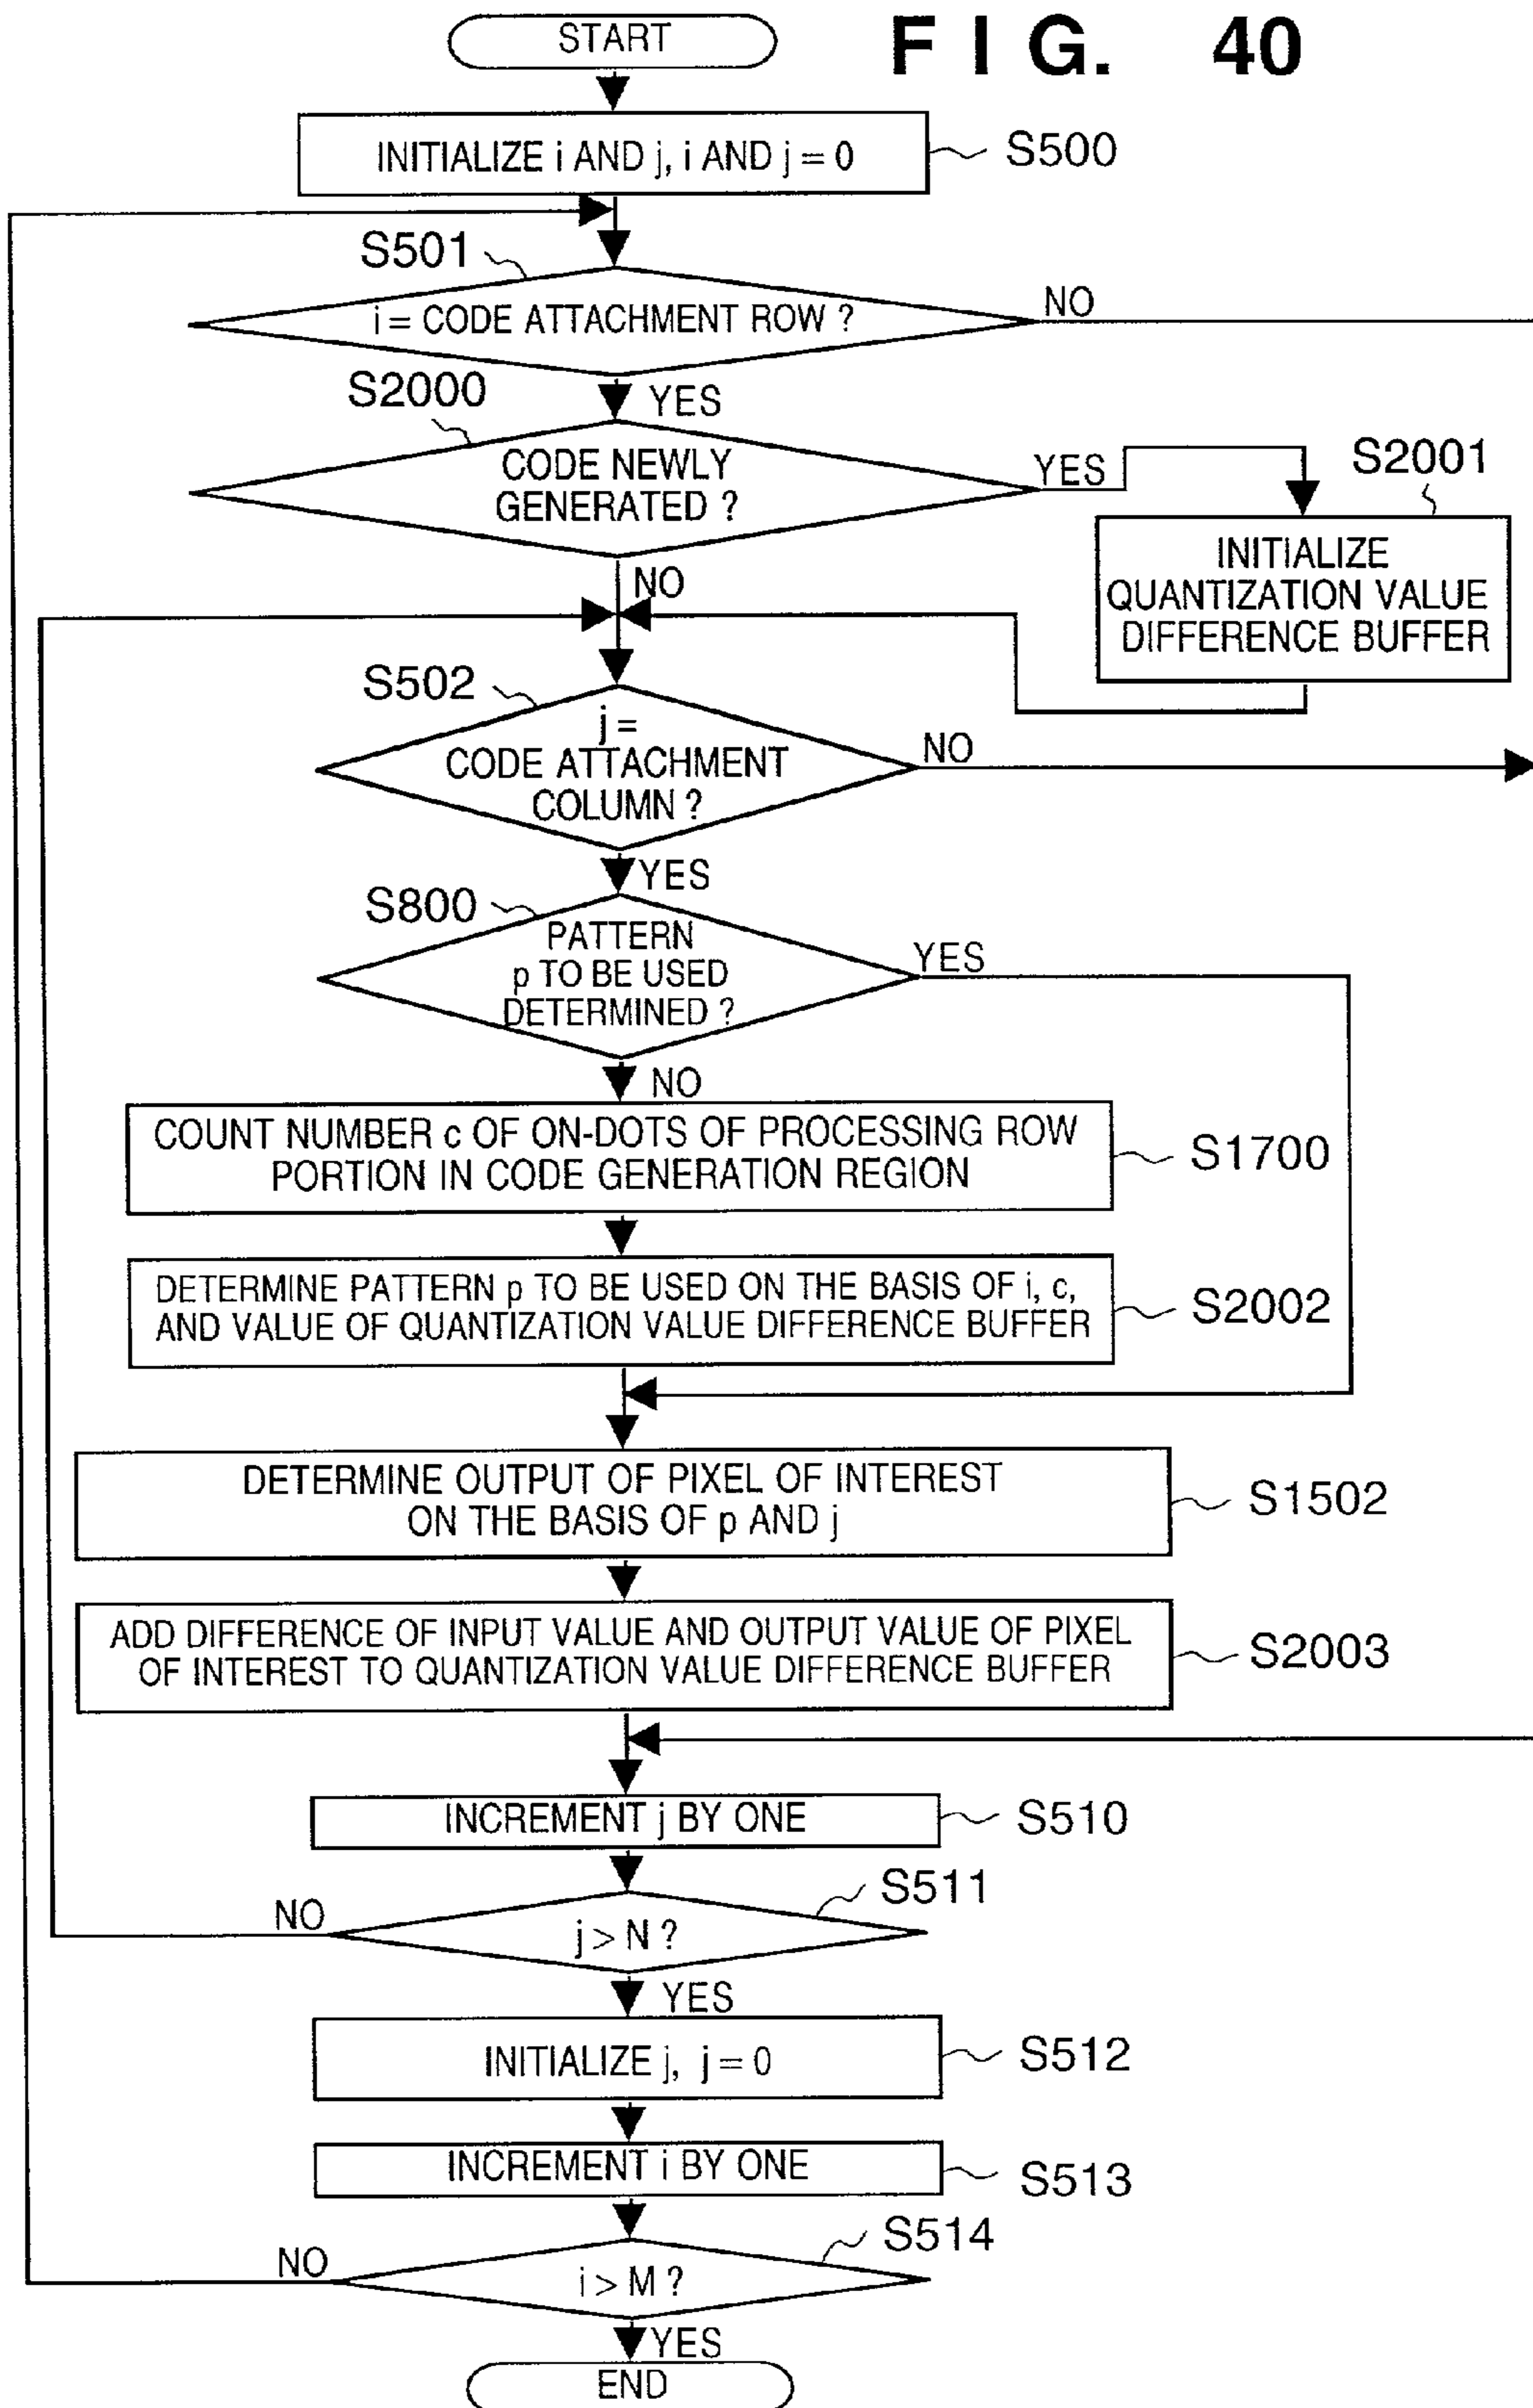 START
FIG. 40
INITIALIZE i AND j, i AND j = 0
S500
S501
i = CODE ATTACHMENT ROW ?
NO
YES
S2000
CODE NEWLY
GENERATED ?
YES
S2001
INITIALIZE
QUANTIZATION VALUE
DIFFERENCE BUFFER
NO
S502
j =
CODE ATTACHMENT
COLUMN ?
NO
YES
S800
PATTERN
p TO BE USED
DETERMINED ?
YES
NO
COUNT NUMBER c OF ON-DOTS OF PROCESSING ROW
PORTION IN CODE GENERATION REGION
S1700
DETERMINE PATTERN p TO BE USED ON THE BASIS OF i, c,
AND VALUE OF QUANTIZATION VALUE DIFFERENCE BUFFER
S2002
DETERMINE OUTPUT OF PIXEL OF INTEREST
ON THE BASIS OF p AND j
S1502
ADD DIFFERENCE OF INPUT VALUE AND OUTPUT VALUE OF PIXEL
OF INTEREST TO QUANTIZATION VALUE DIFFERENCE BUFFER
S2003
INCREMENT j BY ONE
S510
S511
NO
j > N ?
YES
INITIALIZE j, j = 0
S512
INCREMENT i BY ONE
S513
S514
NO
i > M ?
YES
END